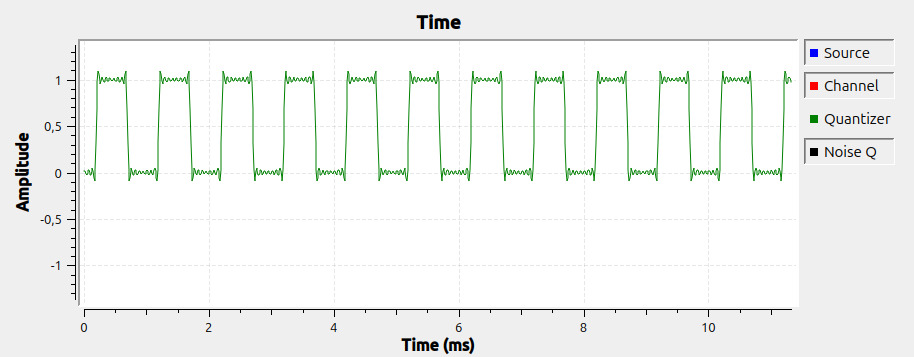 Time
Amplitude
1
0,5
0
-0,5
-1
0 2 4 6 8 10
Time (ms)
Source
Channel
Quantizer
Noise Q